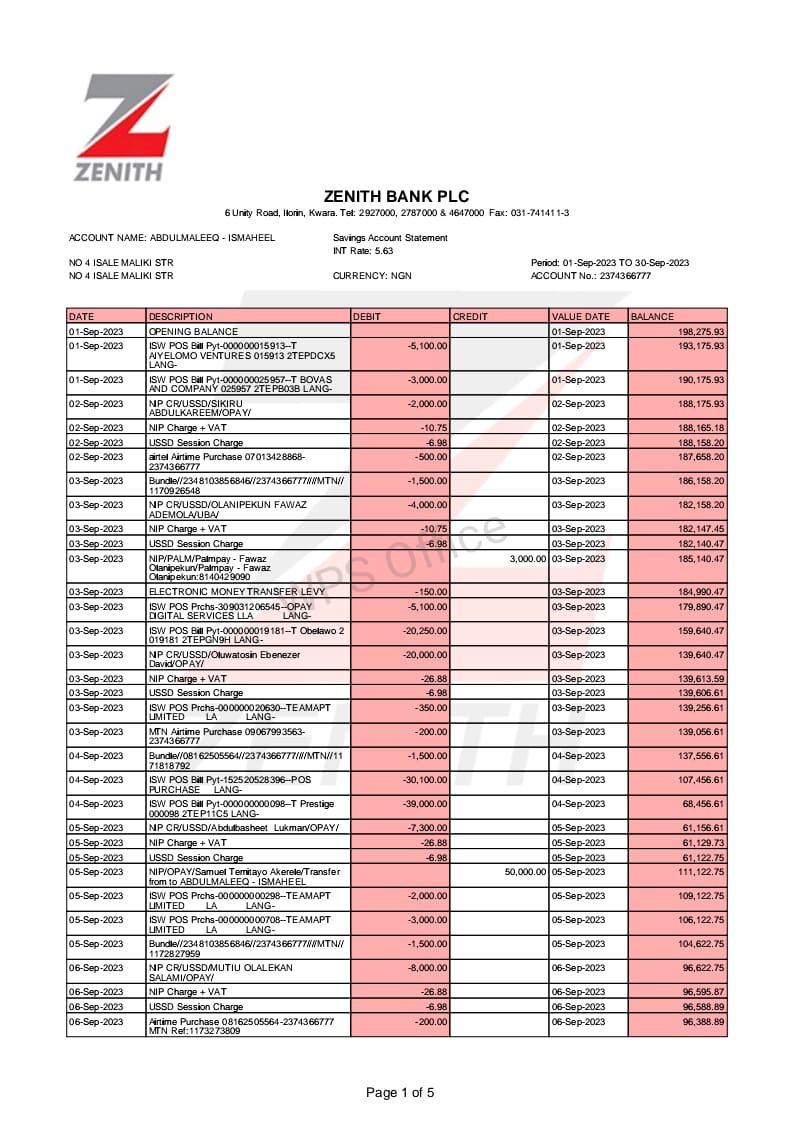 ZENITH
ZENITH BANK PLC
6 Unity Road, Ilorin, Kwara. Tel: 2927000, 2787000 & 4647000 Fax: 031-741411-3
ACCOUNT NAME: ABDULMALEEQ - ISMAHEEL Savings Account Statement
INT Rate: 5.63
NO 4 ISALE MALIKI STR Period: 01-Sep-2023 TO 30-Sep-2023
NO 4 ISALE MALIKI STR CURRENCY: NGN ACCOUNT No.: 2374366777
DATE DESCRIPTION DEBIT CREDIT VALUE DATE BALANCE
01-Sep-2023 OPENING BALANCE 01-Sep-2023 198,275.93
01-Sep-2023 ISW POS Bill Pyt-000000015913--T -5,100.00 01-Sep-2023 193,175.93
AIYELOMO VENTURES 015913 2TEPDCX5
LANG-
01-Sep-2023 ISW POS Bill Pyt-000000025957--T BOVAS -3,000.00 01-Sep-2023 190,175.93
AND COMPANY 025957 2TEPB03B LANG-
02-Sep-2023 NIP CR/USSD/SIKIRU -2,000.00 02-Sep-2023 188,175.93
ABDULKAREEM/OPAY/
02-Sep-2023 NIP Charge + VAT -10.75 02-Sep-2023 188,165.18
02-Sep-2023 USSD Session Charge -6.98 02-Sep-2023 188,158.20
02-Sep-2023 airtel Airtime Purchase 07013428868- -500.00 02-Sep-2023 187,658.20
2374366777
03-Sep-2023 Bundle//2348103856846//2374366777////MTN// -1,500.00 03-Sep-2023 186,158.20
1170926548
03-Sep-2023 NIP CR/USSD/OLANIPEKUN FAWAZ -4,000.00 03-Sep-2023 182,158.20
ADEMOLA/UBA/
03-Sep-2023 NIP Charge + VAT -10.75 03-Sep-2023 182,147.45
03-Sep-2023 USSD Session Charge -6.98 03-Sep-2023 182,140.47
03-Sep-2023 NIP/PALM/Palmpay - Fawaz 3,000.00 03-Sep-2023 185,140.47
Olanipekun/Palmpay - Fawaz
Olanipekun:8140429090
03-Sep-2023 ELECTRONIC MONEY TRANSFER LEVY -150.00 03-Sep-2023 184,990.47
03-Sep-2023 ISW POS Prchs-309031206545--OPAY -5,100.00 03-Sep-2023 179,890.47
DIGITAL SERVICES LLA LANG-
03-Sep-2023 ISW POS Bill Pyt-000000019181--T Obelawo 2 -20,250.00 03-Sep-2023 159,640.47
019181 2TEPGN9H LANG-
03-Sep-2023 NIP CR/USSD/Oluwatosin Ebenezer -20,000.00 03-Sep-2023 139,640.47
David/OPAY/
03-Sep-2023 NIP Charge + VAT -26.88 03-Sep-2023 139,613.59
03-Sep-2023 USSD Session Charge -6.98 03-Sep-2023 139,606.61
03-Sep-2023 ISW POS Prchs-000000020630--TEAMAPT -350.00 03-Sep-2023 139,256.61
LIMITED LA LANG-
03-Sep-2023 MTN Airtime Purchase 09067993563- -200.00 03-Sep-2023 139,056.61
2374366777
04-Sep-2023 Bundle//08162505564//2374366777////MTN//11 -1,500.00 04-Sep-2023 137,556.61
71818792
04-Sep-2023 ISW POS Bill Pyt-152520528396--POS -30,100.00 04-Sep-2023 107,456.61
PURCHASE LANG-
04-Sep-2023 ISW POS Bill Pyt-000000000098--T Prestige -39,000.00 04-Sep-2023 68,456.61
000098 2TEP11C5 LANG-
05-Sep-2023 NIP CR/USSD/Abdulbasheet Lukman/OPAY/ -7,300.00 05-Sep-2023 61,156.61
05-Sep-2023 NIP Charge + VAT -26.88 05-Sep-2023 61,129.73
05-Sep-2023 USSD Session Charge -6.98 05-Sep-2023 61,122.75
05-Sep-2023 NIP/OPAY/Samuel Temitayo Akerele/Transfer 50,000.00 05-Sep-2023 111,122.75
from to ABDULMALEEQ - ISMAHEEL
05-Sep-2023 ISW POS Prchs-000000000298--TEAMAPT -2,000.00 05-Sep-2023 109,122.75
LIMITED LA LANG-
05-Sep-2023 ISW POS Prchs-000000000708--TEAMAPT -3,000.00 05-Sep-2023 106,122.75
LIMITED LA LANG-
05-Sep-2023 Bundle//2348103856846//2374366777////MTN// -1,500.00 05-Sep-2023 104,622.75
1172827959
06-Sep-2023 NIP CR/USSD/MUTIU OLALEKAN -8,000.00 06-Sep-2023 96,622.75
SALAMI/OPAY/
06-Sep-2023 NIP Charge + VAT -26.88 06-Sep-2023 96,595.87
06-Sep-2023 USSD Session Charge -6.98 06-Sep-2023 96,588.89
06-Sep-2023 Airtime Purchase 08162505564-2374366777 -200.00 06-Sep-2023 96,388.89
MTN Ref:1173273809
WPS Office
ZENITH
Page 1 of 5